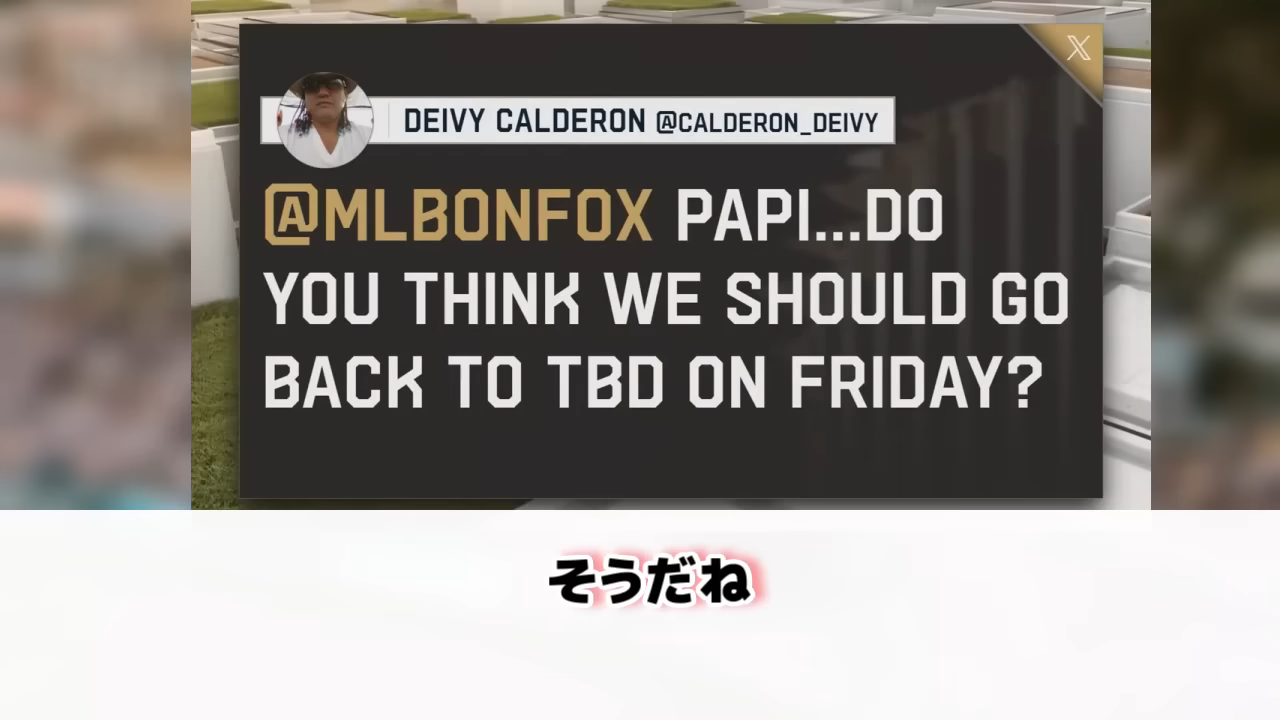 DEIVY CALDERON @CALDERON_DEIVY
@MLBONFOX PAPI...DO
YOU THINK WE SHOULD GO
BACK TO TBD ON FRIDAY?
そうだね